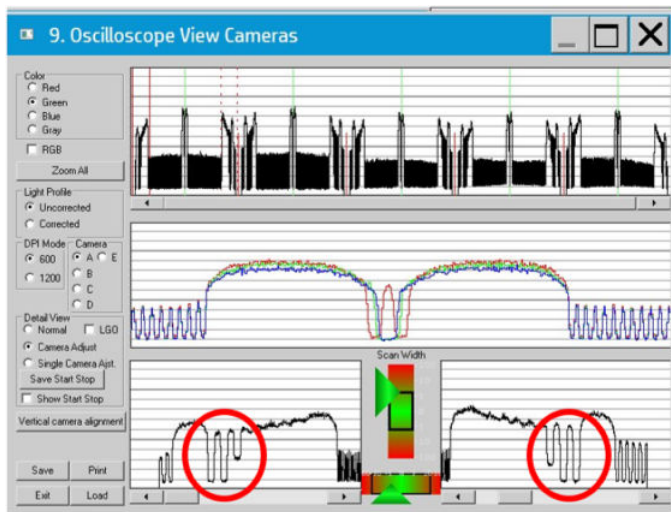 9. Oscilloscope View Cameras
Color
Red
Green
Blue
Gray
RGB
Zoom All
Light Profile
Uncorrected
Corrected
DPI Mode
600
1200
Camera
A E
B
C
D
Detail View
Normal LGO
Camera Adjust
Single Camera Ajst.
Save Start Stop
Show Start Stop
Vertical camera alignment
Save Print
Exit Load
Scan Width